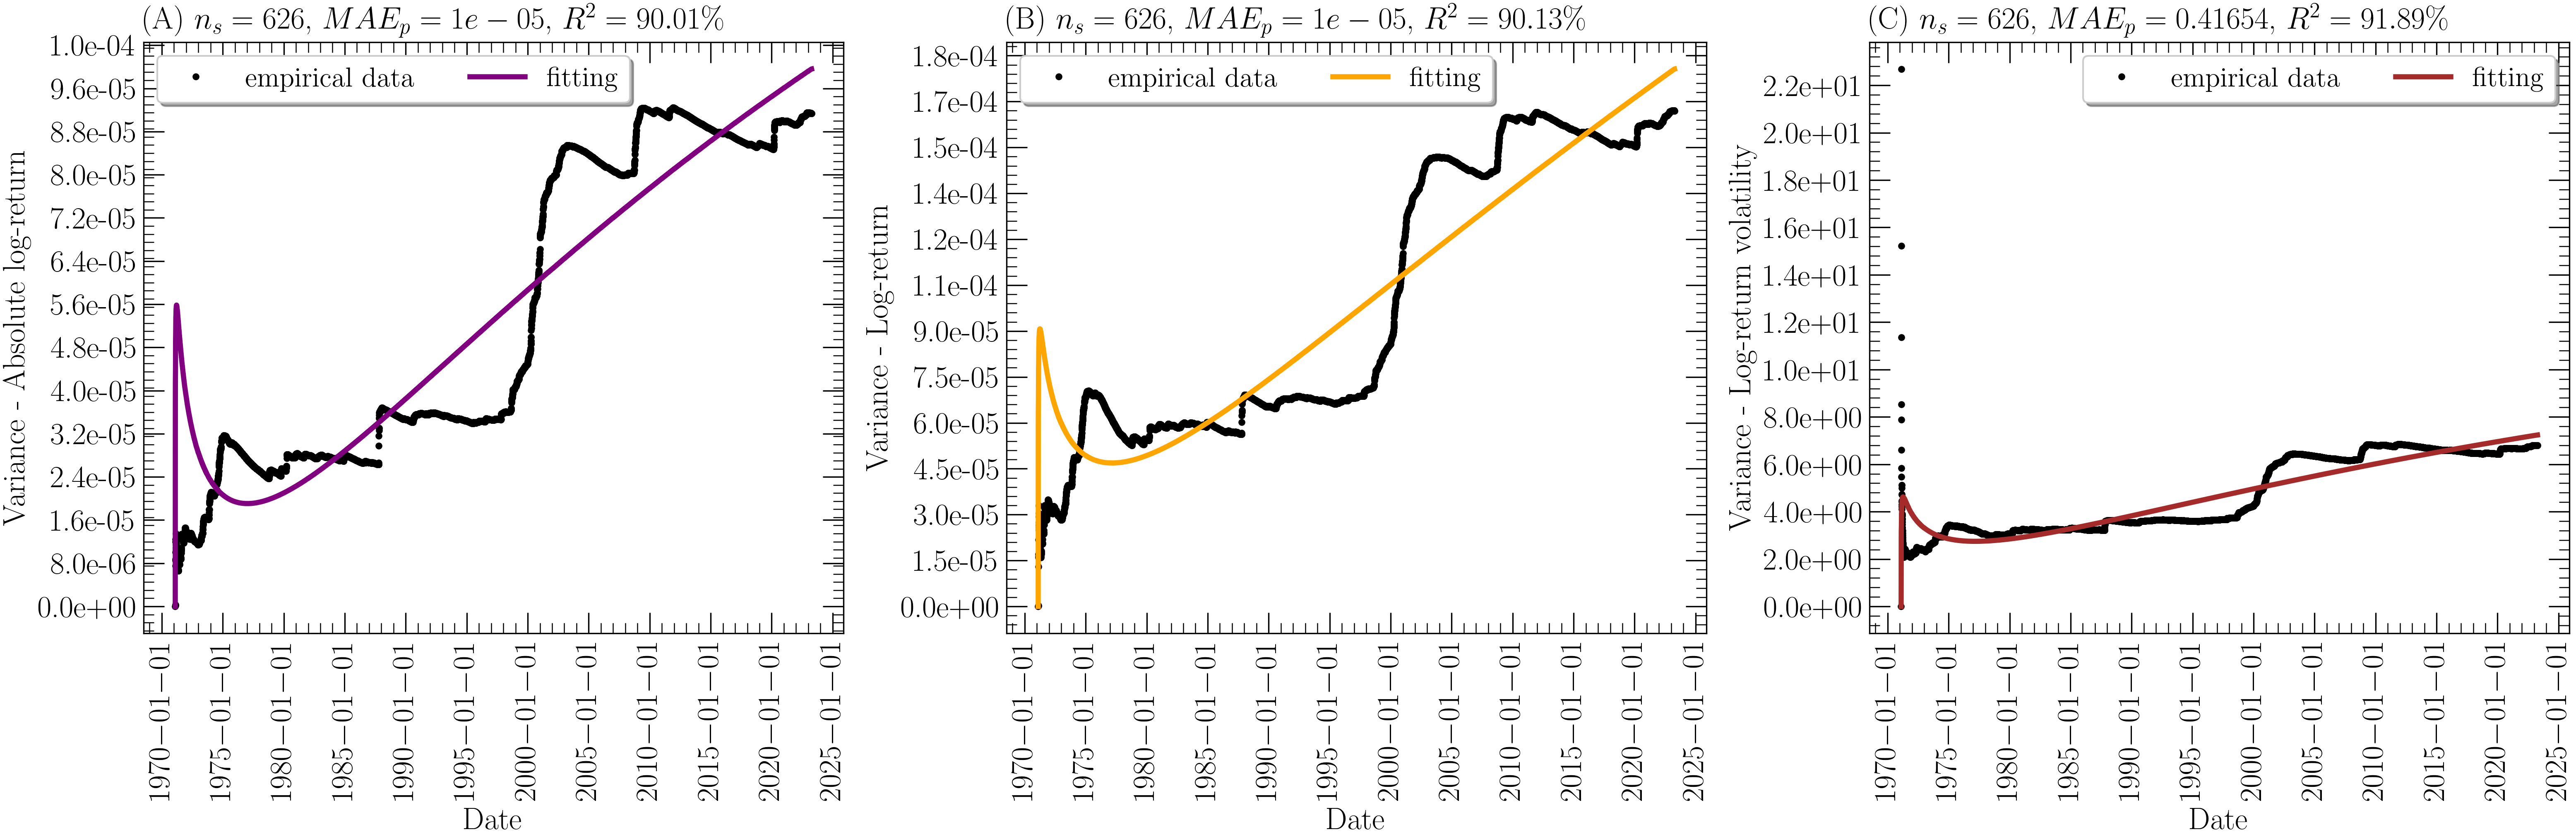 (A) n_s = 626, MAE_p = 1e − 05, R² = 90.01%
empirical data
fitting
Variance - Absolute log-return
1.0e-04
9.6e-05
8.8e-05
8.0e-05
7.2e-05
6.4e-05
5.6e-05
4.8e-05
4.0e-05
3.2e-05
2.4e-05
1.6e-05
8.0e-06
0.0e+00
1970−01−01
1975−01−01
1980−01−01
1985−01−01
1990−01−01
1995−01−01
2000−01−01
2005−01−01
2010−01−01
2015−01−01
2020−01−01
2025−01−01
Date
(B) n_s = 626, MAE_p = 1e − 05, R² = 90.13%
empirical data
fitting
Variance - Log-return
1.8e-04
1.7e-04
1.5e-04
1.4e-04
1.2e-04
1.1e-04
9.0e-05
7.5e-05
6.0e-05
4.5e-05
3.0e-05
1.5e-05
0.0e+00
1970−01−01
1975−01−01
1980−01−01
1985−01−01
1990−01−01
1995−01−01
2000−01−01
2005−01−01
2010−01−01
2015−01−01
2020−01−01
2025−01−01
Date
(C) n_s = 626, MAE_p = 0.41654, R² = 91.89%
empirical data
fitting
Variance - Log-return volatility
2.2e+01
2.0e+01
1.8e+01
1.6e+01
1.4e+01
1.2e+01
1.0e+01
8.0e+00
6.0e+00
4.0e+00
2.0e+00
0.0e+00
1970−01−01
1975−01−01
1980−01−01
1985−01−01
1990−01−01
1995−01−01
2000−01−01
2005−01−01
2010−01−01
2015−01−01
2020−01−01
2025−01−01
Date